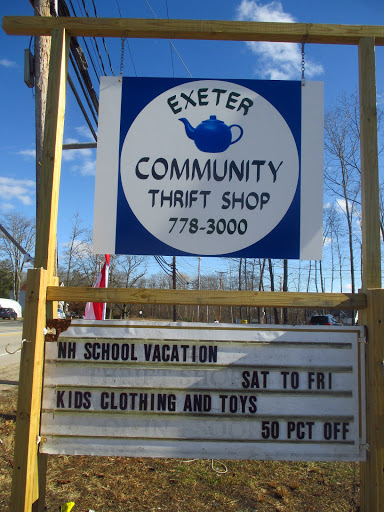 EXETER
COMMUNITY
THRIFT SHOP
778-3000
NH SCHOOL VACATION
SAT TO FRI
KIDS CLOTHING AND TOYS
50 PCT OFF